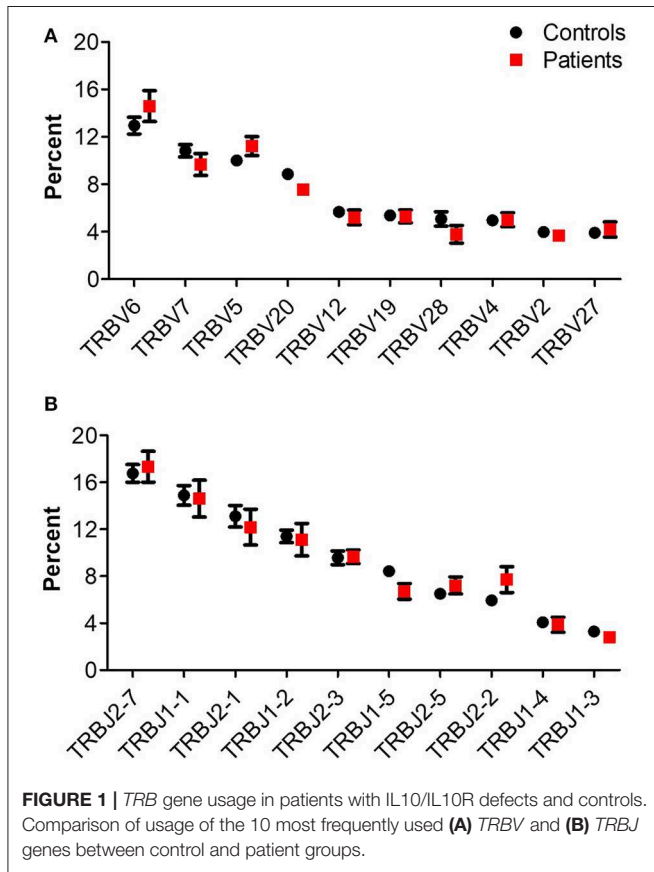 A
Controls
Patients
20
16
12
8
4
0
Percent
TRBV6
TRBV7
TRBV5
TRBV20
TRBV12
TRBV19
TRBV28
TRBV4
TRBV2
TRBV27
B
20
16
12
8
4
0
Percent
TRBJ2-7
TRBJ1-1
TRBJ2-1
TRBJ1-2
TRBJ2-3
TRBJ1-5
TRBJ2-5
TRBJ2-2
TRBJ1-4
TRBJ1-3
FIGURE 1 | TRB gene usage in patients with IL10/IL10R defects and controls.
Comparison of usage of the 10 most frequently used (A) TRBV and (B) TRBJ
genes between control and patient groups.